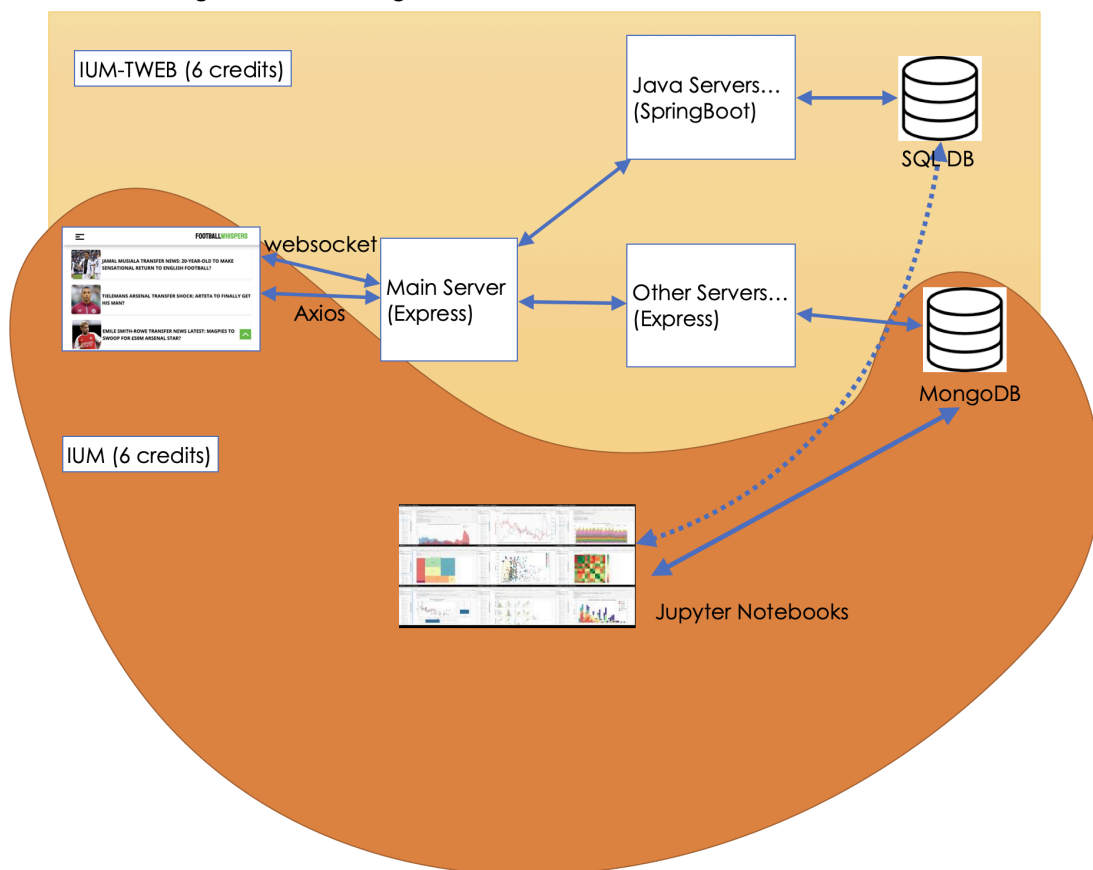 IUM-TWEB (6 credits)
Java Servers…
(SpringBoot)
SQL DB
FOOTBALLWHISPERS
JAMAL MUSIALA TRANSFER NEWS: 20-YEAR-OLD TO MAKE
SENSATIONAL RETURN TO ENGLISH FOOTBALL?
TIELEMANS ARSENAL TRANSFER SHOCK: ARTETA TO FINALLY GET
HIS MAN?
EMILE SMITH-ROWE TRANSFER NEWS LATEST: MAGPIES TO
SWOOP FOR £50M ARSENAL STAR?
websocket
Axios
Main Server
(Express)
Other Servers…
(Express)
MongoDB
IUM (6 credits)
Jupyter Notebooks